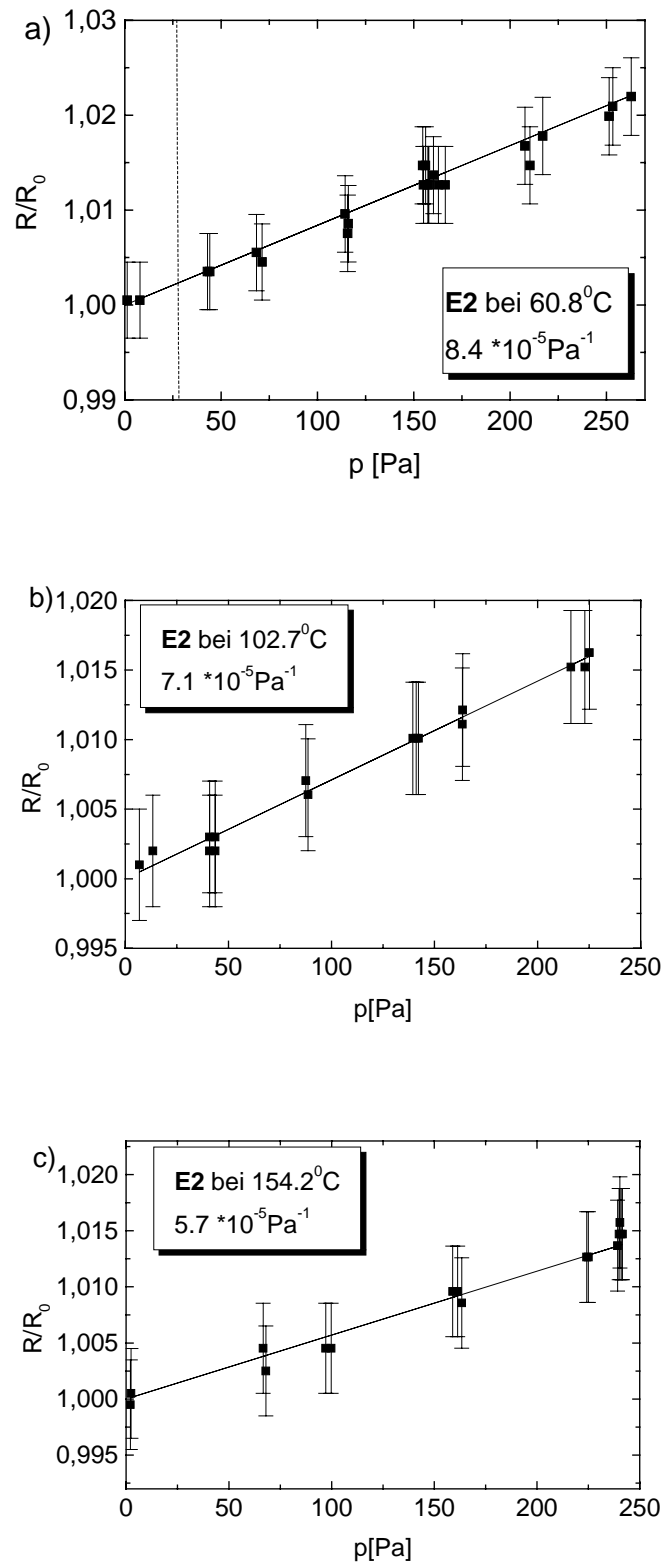 a)
1,03
1,02
1,01
1,00
0,99
R/R0
E2 bei 60.8⁰C
8.4 *10⁻⁵Pa⁻¹
0 50 100 150 200 250
p [Pa]
b)
1,020
1,015
1,010
1,005
1,000
0,995
R/R0
E2 bei 102.7⁰C
7.1 *10⁻⁵Pa⁻¹
0 50 100 150 200 250
p[Pa]
c)
1,020
1,015
1,010
1,005
1,000
0,995
R/R0
E2 bei 154.2⁰C
5.7 *10⁻⁵Pa⁻¹
0 50 100 150 200 250
p[Pa]